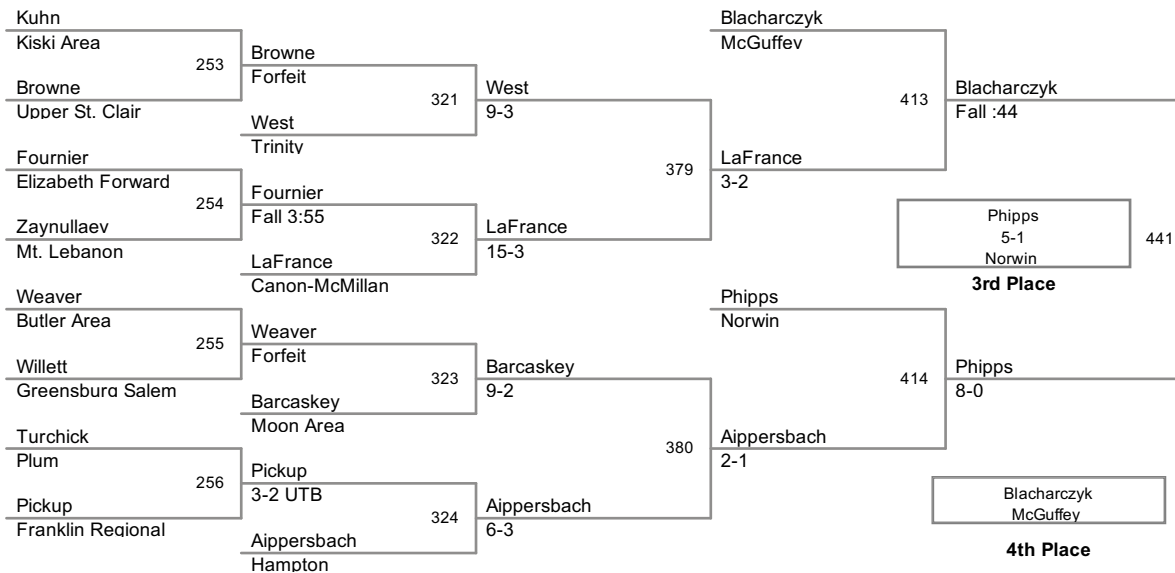 Kuhn
Kiski Area
253
Browne
Upper St. Clair
Browne
Forfeit
321
West
Trinity
West
9-3
Fournier
Elizabeth Forward
254
Zaynullaev
Mt. Lebanon
Fournier
Fall 3:55
322
LaFrance
Canon-McMillan
LaFrance
15-3
379
LaFrance
3-2
Blacharczyk
McGuffey
413
Blacharczyk
Fall :44
Phipps
5-1
Norwin
441
3rd Place
Weaver
Butler Area
255
Willett
Greensburg Salem
Weaver
Forfeit
323
Barcaskey
Moon Area
Barcaskey
9-2
Turchick
Plum
256
Pickup
Franklin Regional
Pickup
3-2 UTB
324
Aippersbach
Hampton
Aippersbach
6-3
380
Aippersbach
2-1
Phipps
Norwin
414
Phipps
8-0
Blacharczyk
McGuffey
4th Place